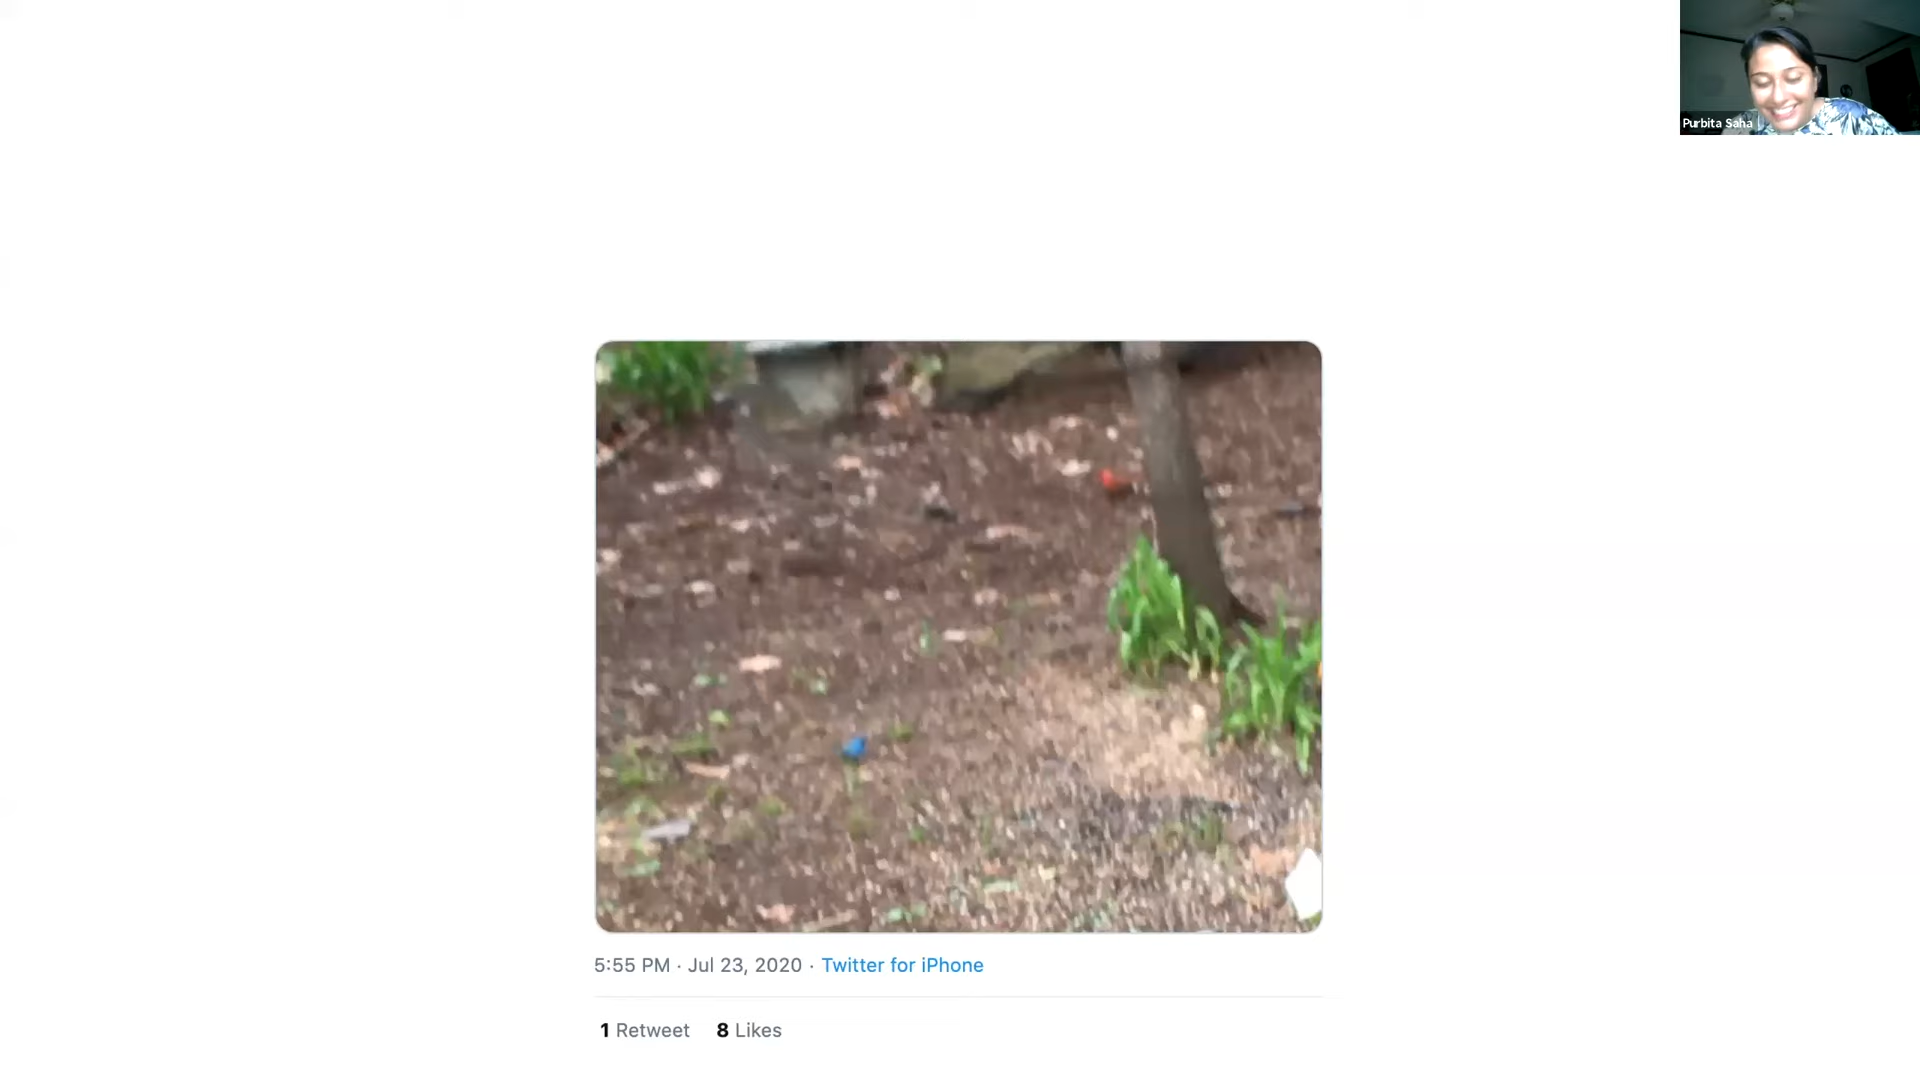 Purbita Saha
5:55 PM · Jul 23, 2020 · Twitter for iPhone
1 Retweet 8 Likes